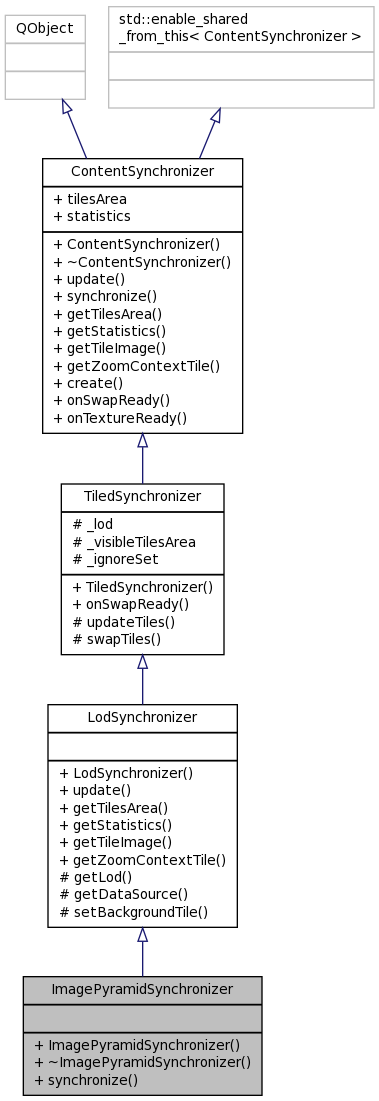 QObject
std::enable_shared
_from_this< ContentSynchronizer >
ContentSynchronizer
+ tilesArea
+ statistics
+ ContentSynchronizer()
+ ~ContentSynchronizer()
+ update()
+ synchronize()
+ getTilesArea()
+ getStatistics()
+ getTileImage()
+ getZoomContextTile()
+ create()
+ onSwapReady()
+ onTextureReady()
TiledSynchronizer
# _lod
# _visibleTilesArea
# _ignoreSet
+ TiledSynchronizer()
+ onSwapReady()
# updateTiles()
# swapTiles()
LodSynchronizer
+ LodSynchronizer()
+ update()
+ getTilesArea()
+ getStatistics()
+ getTileImage()
+ getZoomContextTile()
# getLod()
# getDataSource()
# setBackgroundTile()
ImagePyramidSynchronizer
+ ImagePyramidSynchronizer()
+ ~ImagePyramidSynchronizer()
+ synchronize()